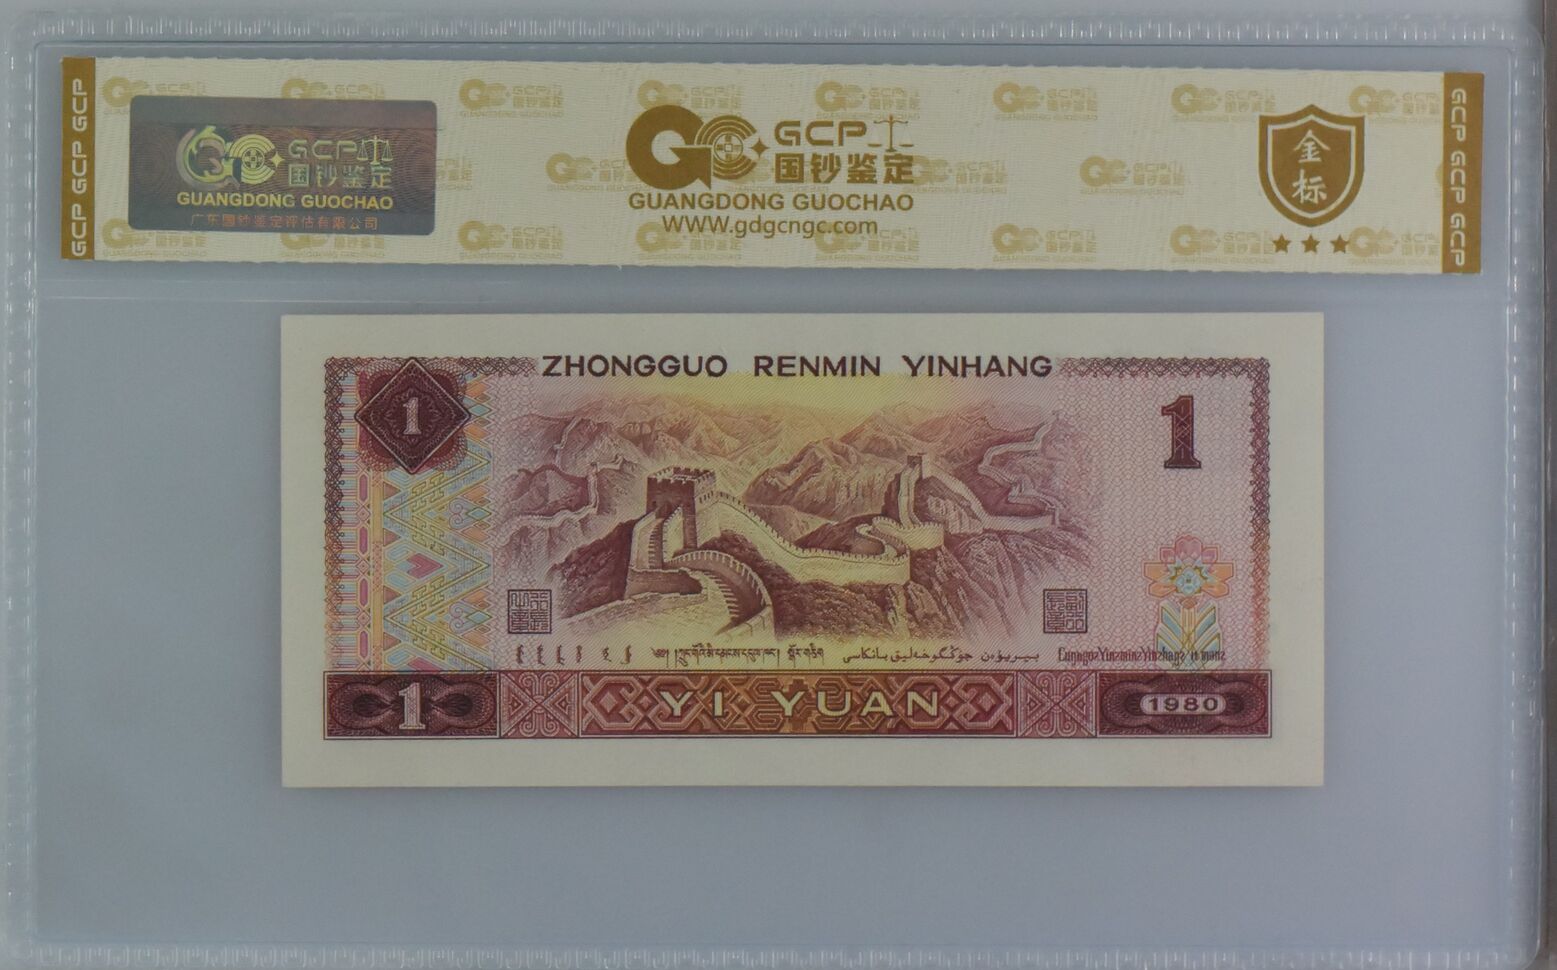 GCP GCP GCP
GCP 国钞鉴定
GUANGDONG GUOCHAO
广东国钞鉴定评估有限公司
GCP
国钞鉴定
GUANGDONG GUOCHAO
WWW.gdgcngc.com
金标
GCP GCP GCP
ZHONGGUO RENMIN YINHANG
1
1
YI YUAN
1
1980